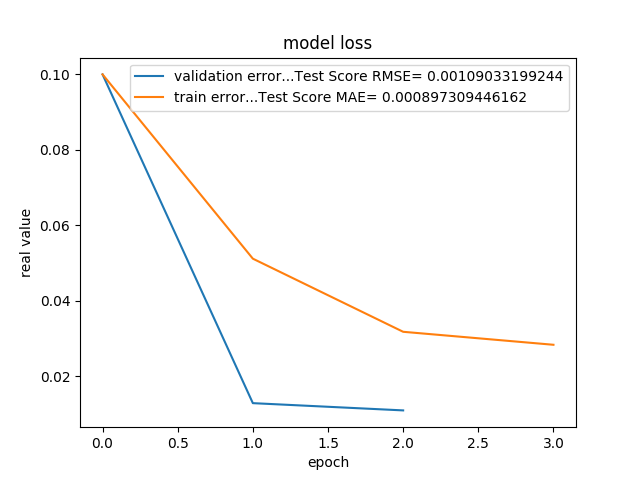 model loss
validation error...Test Score RMSE= 0.00109033199244
train error...Test Score MAE= 0.000897309446162
real value
0.10
0.08
0.06
0.04
0.02
0.0 0.5 1.0 1.5 2.0 2.5 3.0
epoch